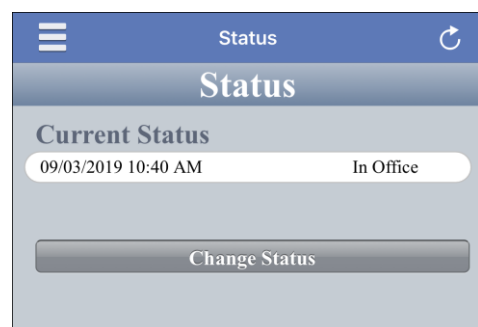 Status
Status
Current Status
09/03/2019 10:40 AM In Office
Change Status